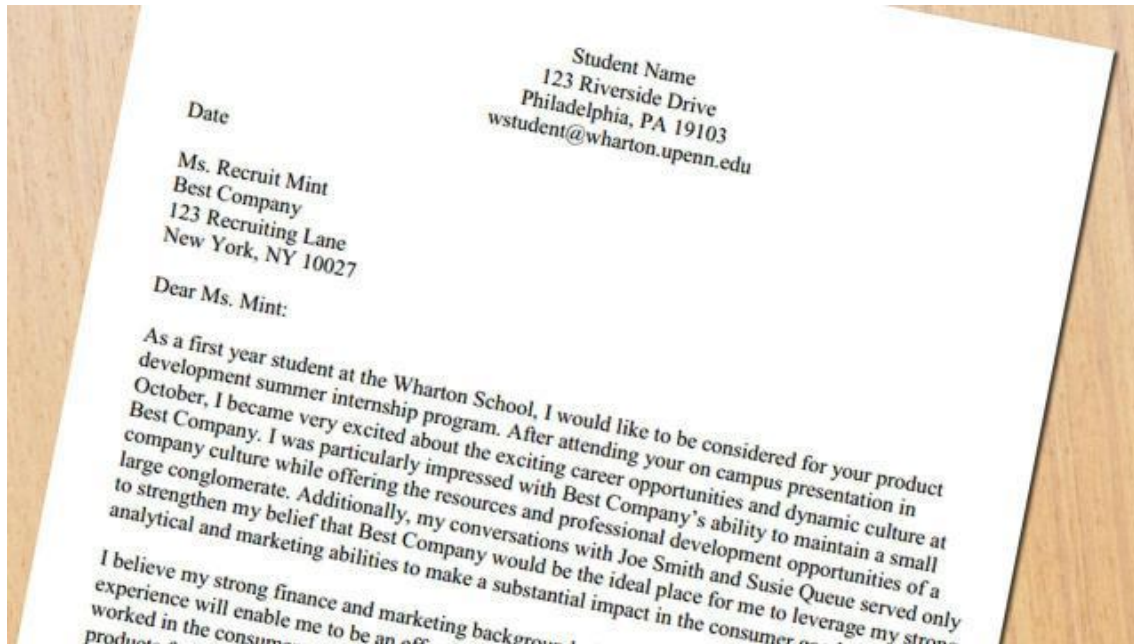 Student Name
123 Riverside Drive
Philadelphia, PA 19103
wstudent@wharton.upenn.edu
Date
Ms. Recruit Mint
Best Company
123 Recruiting Lane
New York, NY 10027
Dear Ms. Mint:
As a first year student at the Wharton School, I would like to be considered for your product
development summer internship program. After attending your on campus presentation in
October, I became very excited about the exciting career opportunities and dynamic culture at
Best Company. I was particularly impressed with Best Company's ability to maintain a small
company culture while offering the resources and professional development opportunities of a
large conglomerate. Additionally, my conversations with Joe Smith and Susie Queue served only
to strengthen my belief that Best Company would be the ideal place for me to leverage my strong
analytical and marketing abilities to make a substantial impact in the consumer
I believe my strong finance and marketing background
experience will enable me to be an
worked in the consumer
products